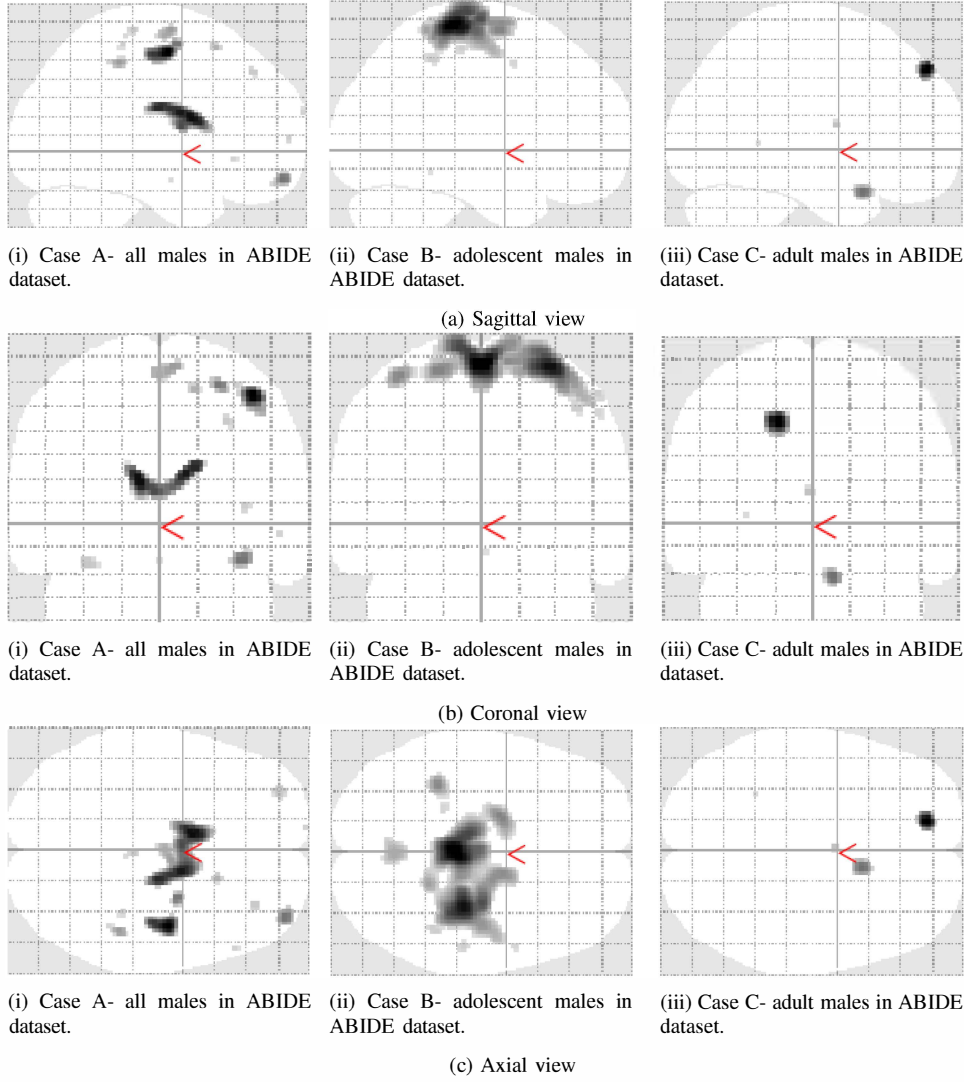 (i) Case A- all males in ABIDE
dataset.
(ii) Case B- adolescent males in
ABIDE dataset.
(iii) Case C- adult males in ABIDE
dataset.
(a) Sagittal view
(i) Case A- all males in ABIDE
dataset.
(ii) Case B- adolescent males in
ABIDE dataset.
(iii) Case C- adult males in ABIDE
dataset.
(b) Coronal view
(i) Case A- all males in ABIDE
dataset.
(ii) Case B- adolescent males in
ABIDE dataset.
(iii) Case C- adult males in ABIDE
dataset.
(c) Axial view